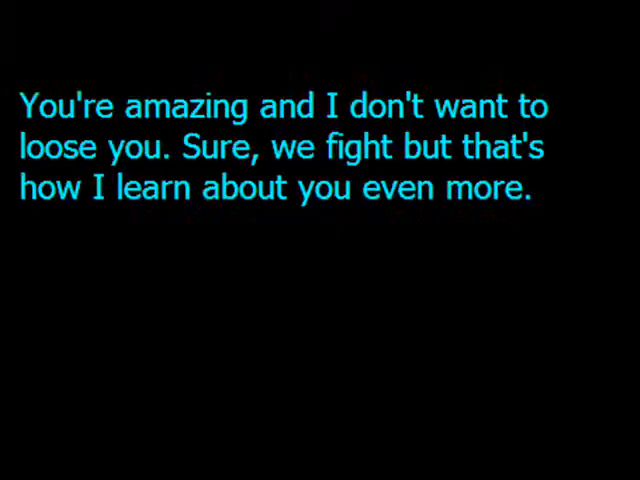 You're amazing and I don't want to
loose you. Sure, we fight but that's
how I learn about you even more.